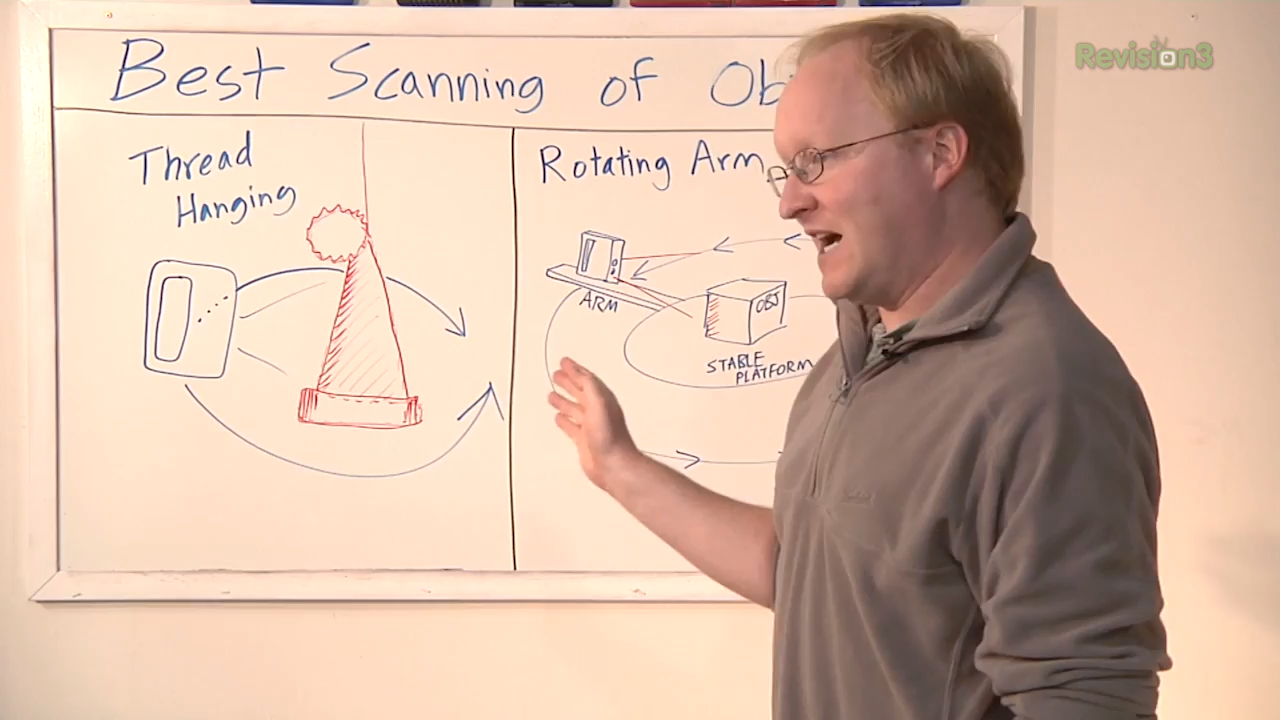 Revision3
Best Scanning of Ob
Thread
Hanging
Rotating Arm
ARM
OBJ
STABLE
PLATFORM